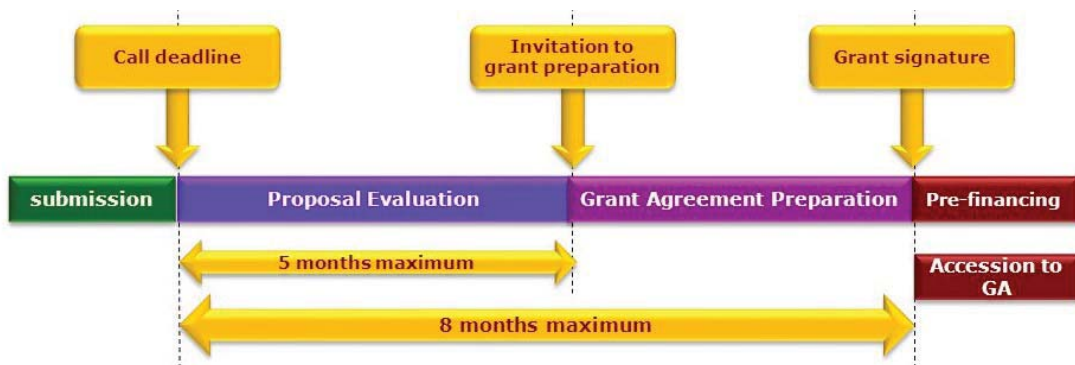 Call deadline
Invitation to
grant preparation
Grant signature
submission
Proposal Evaluation
Grant Agreement Preparation
Pre-financing
5 months maximum
Accession to
GA
8 months maximum